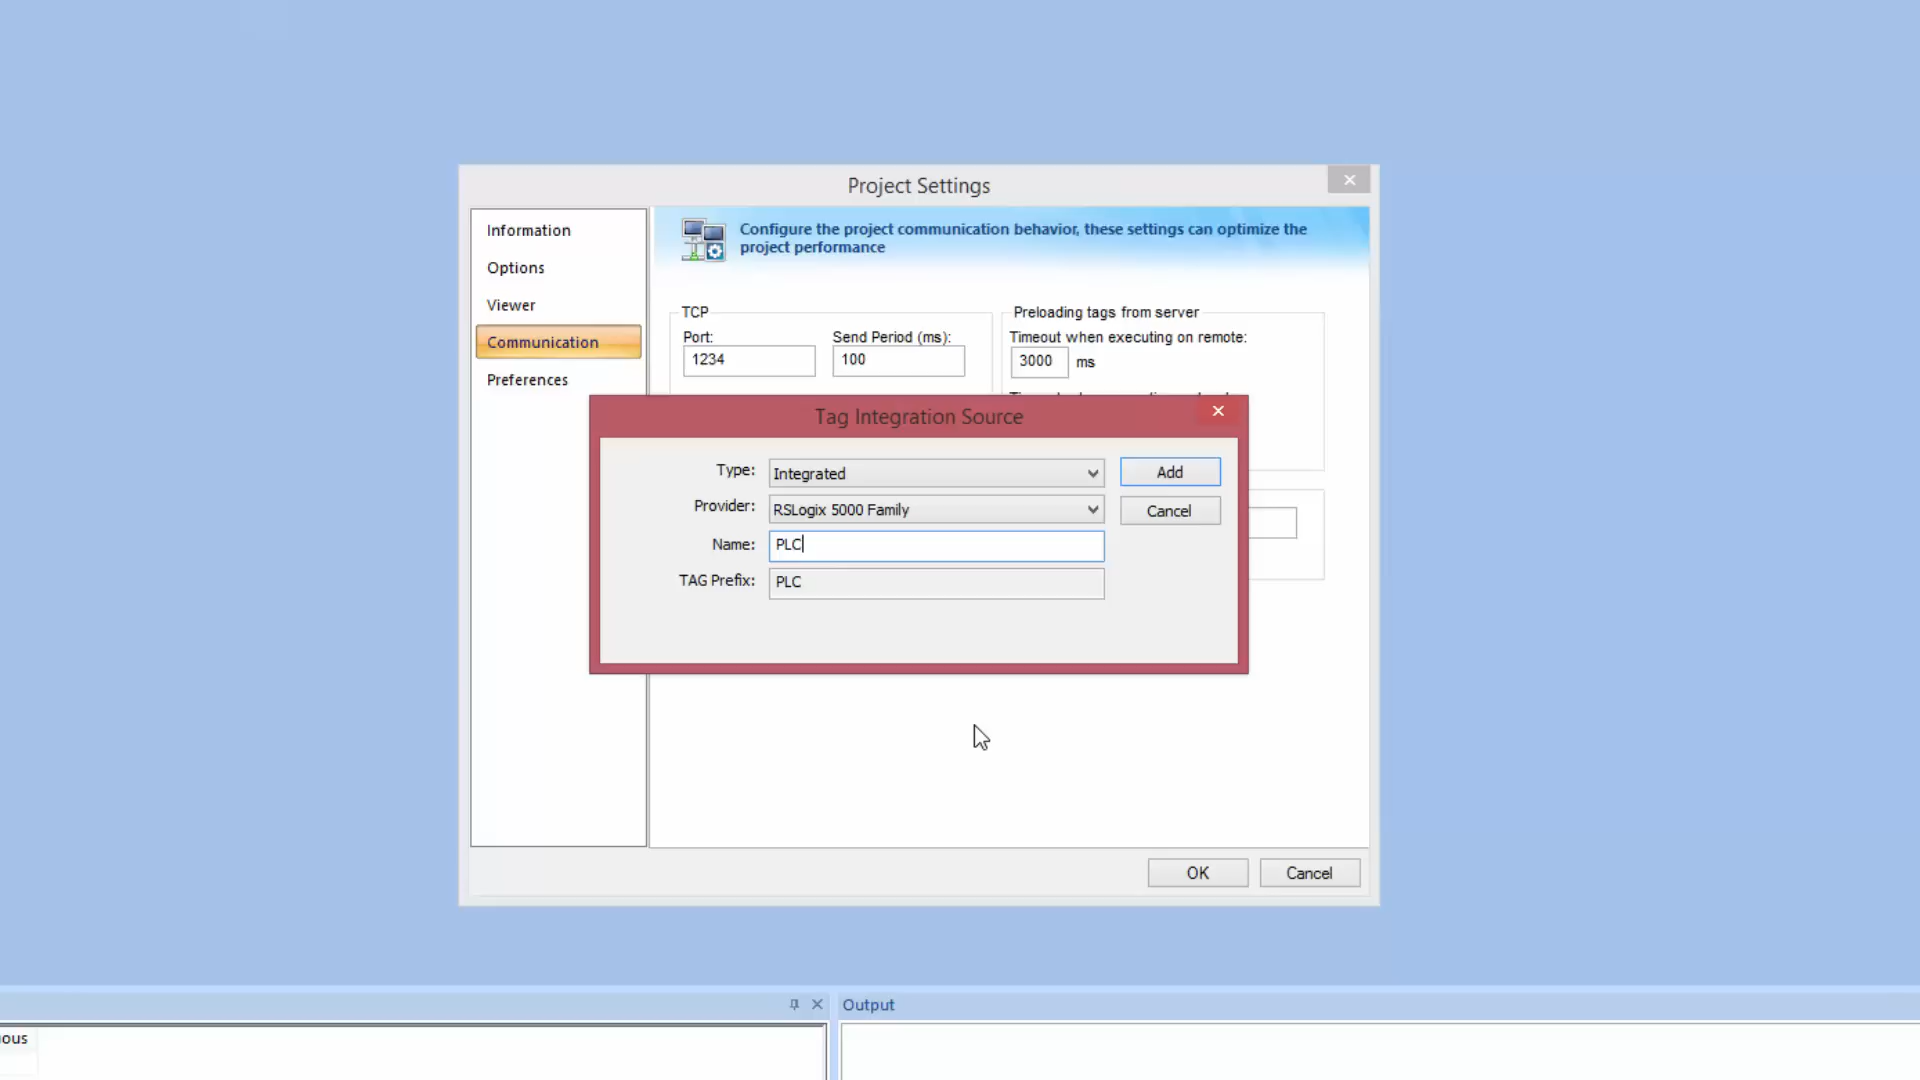 Project Settings
Information
Options
Viewer
Communication
Preferences
Configure the project communication behavior, these settings can optimize the
project performance
TCP
Port:
Send Period (ms):
1234
100
Preloading tags from server
Timeout when executing on remote:
3000 ms
Tag Integration Source
Type: Integrated
Add
Provider: RSLogix 5000 Family
Cancel
Name: PLC
TAG Prefix: PLC
OK
Cancel
Output